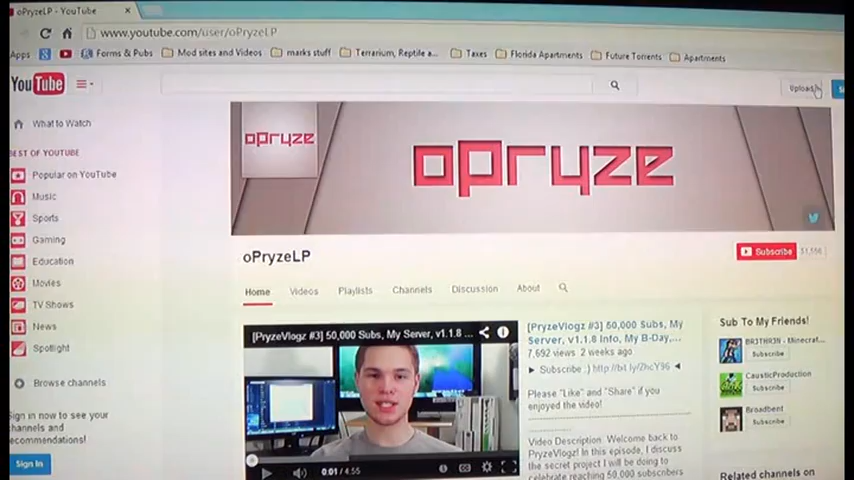 oPryzeLP - YouTube
www.youtube.com/user/oPryzeLP
Apps
Forms & Pubs
Mod sites and Videos
marks stuff
Terrarium, Reptile a...
Taxes
Florida Apartments
Future Torrents
Apartments
YouTube
Upload
What to Watch
BEST OF YOUTUBE
Popular on YouTube
Music
Sports
Gaming
Education
Movies
TV Shows
News
Spotlight
Browse channels
Sign in now to see your
channels and
recommendations!
Sign In
oPryze
oPryze
oPryzeLP
Subscribe
Home Videos Playlists Channels Discussion About
[PryzeVlogz #3] 50,000 Subs, My Server, v1.1.8 ...
0:01 / 4:55
[PryzeVlogz #3] 50,000 Subs, My
Server, v1.1.8 Info, My B-Day,...
7,692 views 2 weeks ago
► Subscribe :) http://bit.ly/ZhcY96 ◄
Please "Like" and "Share" if you
enjoyed the video!
Video Description: Welcome back to
PryzeVlogz! In this episode, I discuss
the secret project I will be doing to
celebrate reaching 50,000 subscribers
Sub To My Friends!
BR1THR3N - Minecraft...
Subscribe
CausticProduction
Subscribe
Broadbent
Subscribe
Related channels on